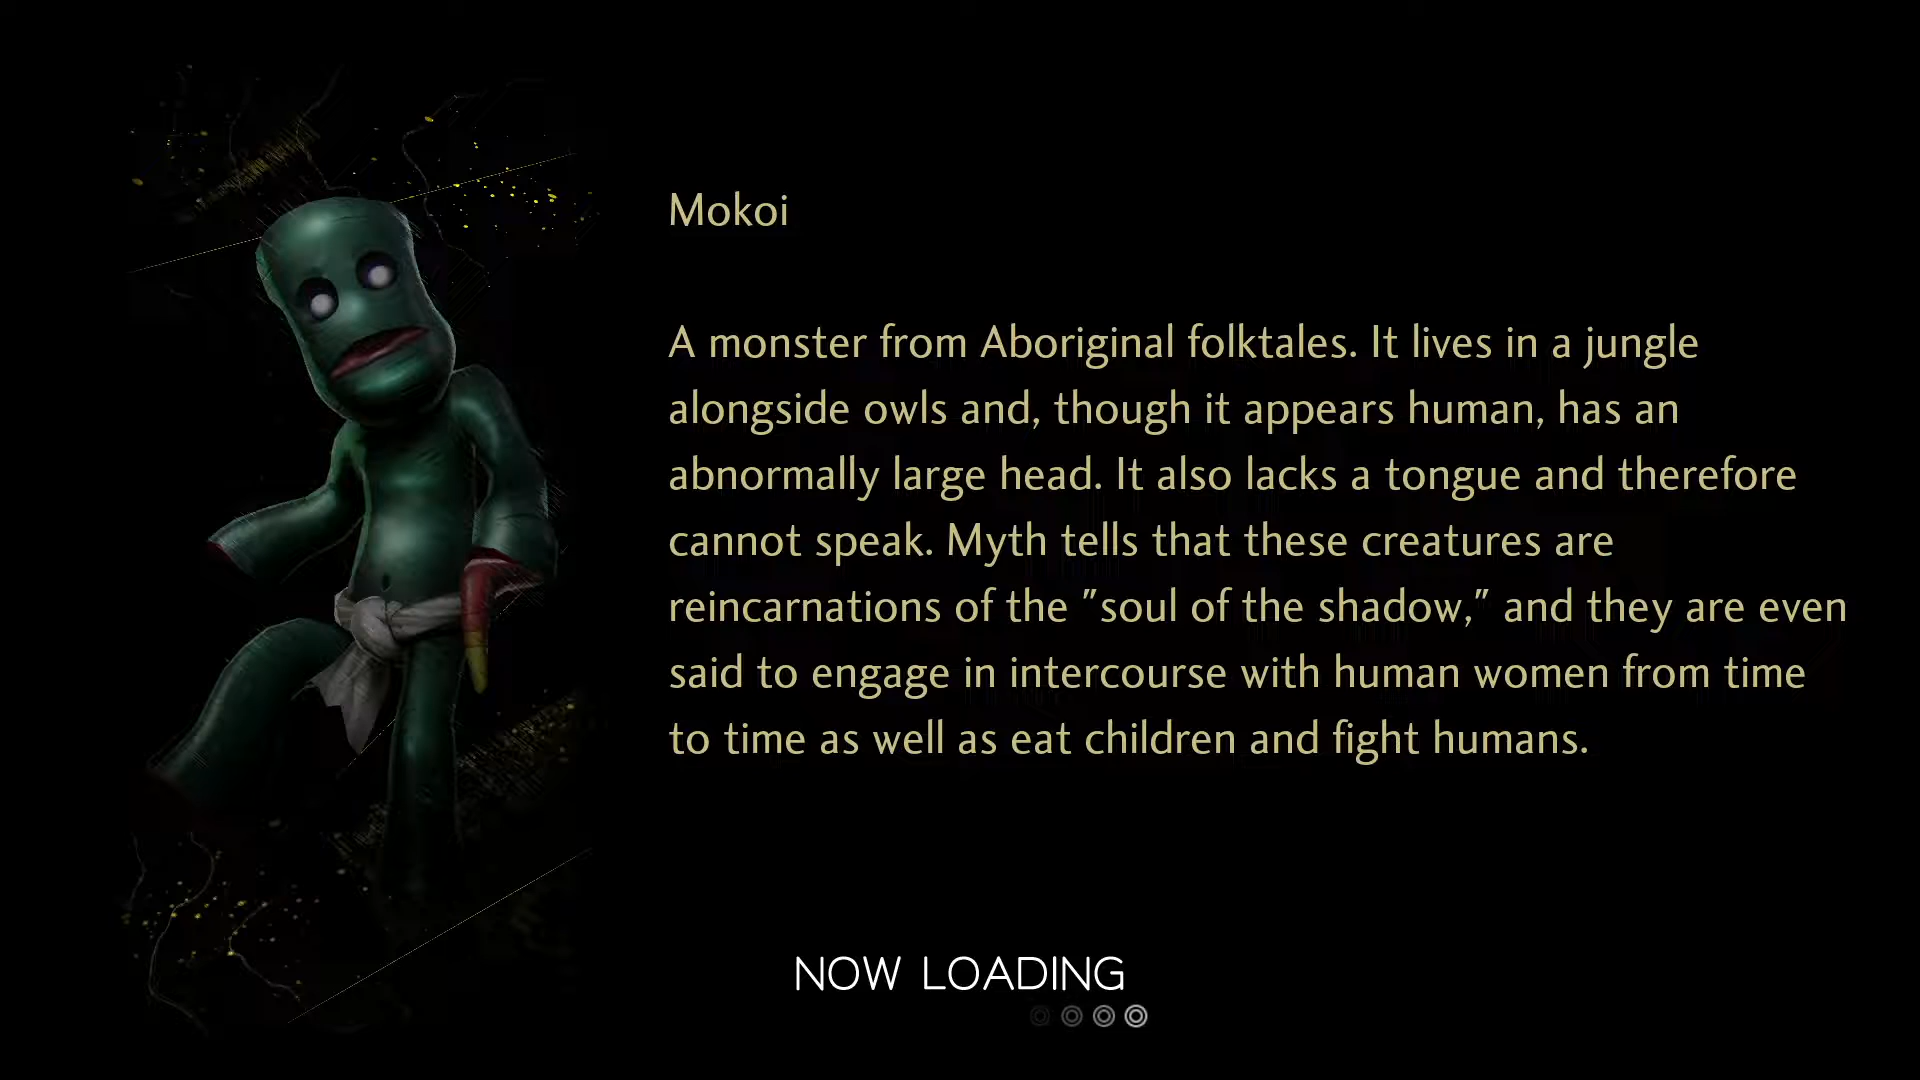 Mokoi
A monster from Aboriginal folktales. It lives in a jungle
alongside owls and, though it appears human, has an
abnormally large head. It also lacks a tongue and therefore
cannot speak. Myth tells that these creatures are
reincarnations of the "soul of the shadow," and they are even
said to engage in intercourse with human women from time
to time as well as eat children and fight humans.
NOW LOADING